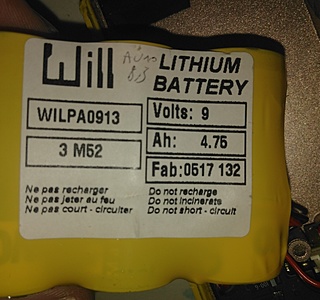 Will
LITHIUM
BATTERY
WILPA0913
Volts: 9
3 M52
Ah: 4.75
Fab:0517 132
Ne pas recharger
Ne pas jeter au feu
Ne pas court - circuiter
Do not recharge
Do not incinerate
Do not short - circuit